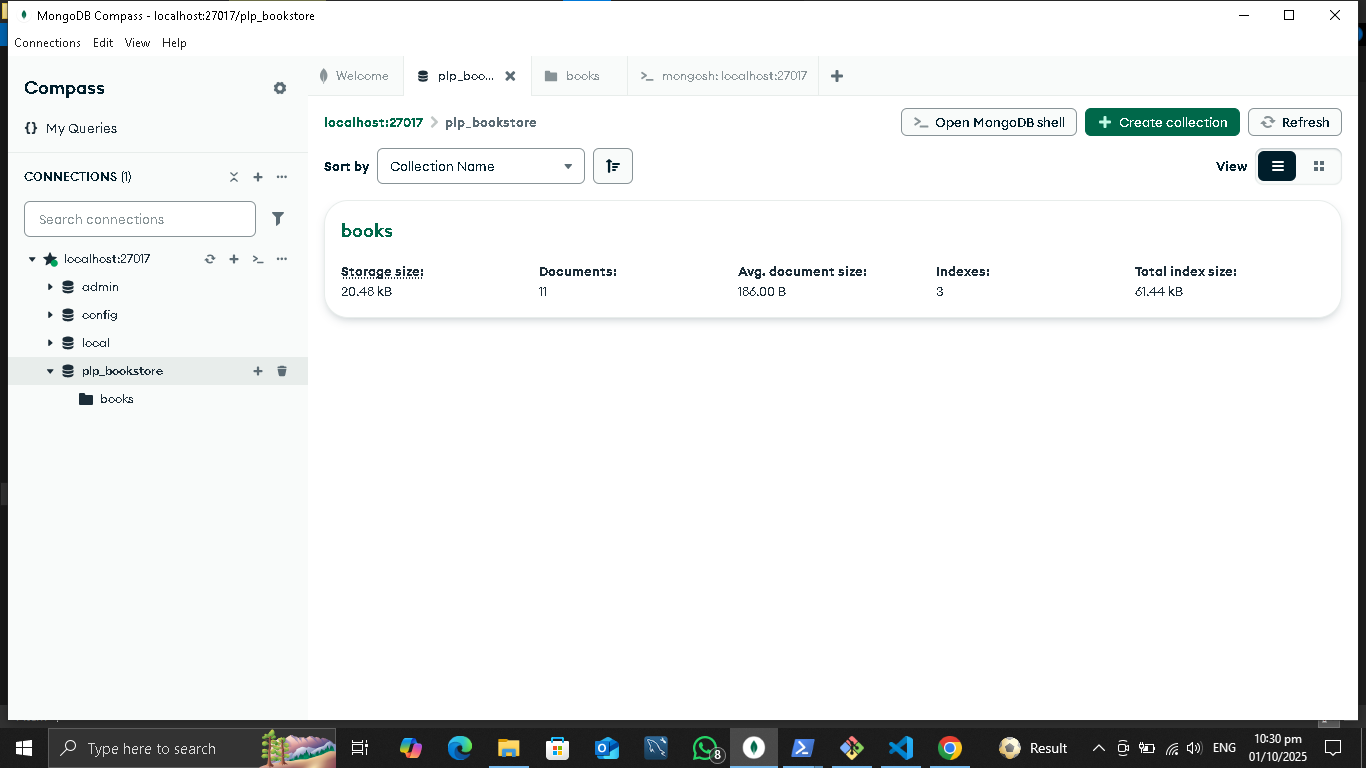 MongoDB Compass - localhost:27017/plp_bookstore
Connections Edit View Help
Compass
My Queries
CONNECTIONS (1)
Search connections
localhost:27017
admin
config
local
plp_bookstore
books
Welcome
plp_boo...
books
mongosh: localhost:27017
localhost:27017 > plp_bookstore
Open MongoDB shell
Create collection
Refresh
Sort by
Collection Name
View
books
Storage size: Documents: Avg. document size: Indexes: Total index size:
20.48 kB 11 186.00 B 3 61.44 kB
Type here to search
8
Result
ENG
10:30 pm
01/10/2025